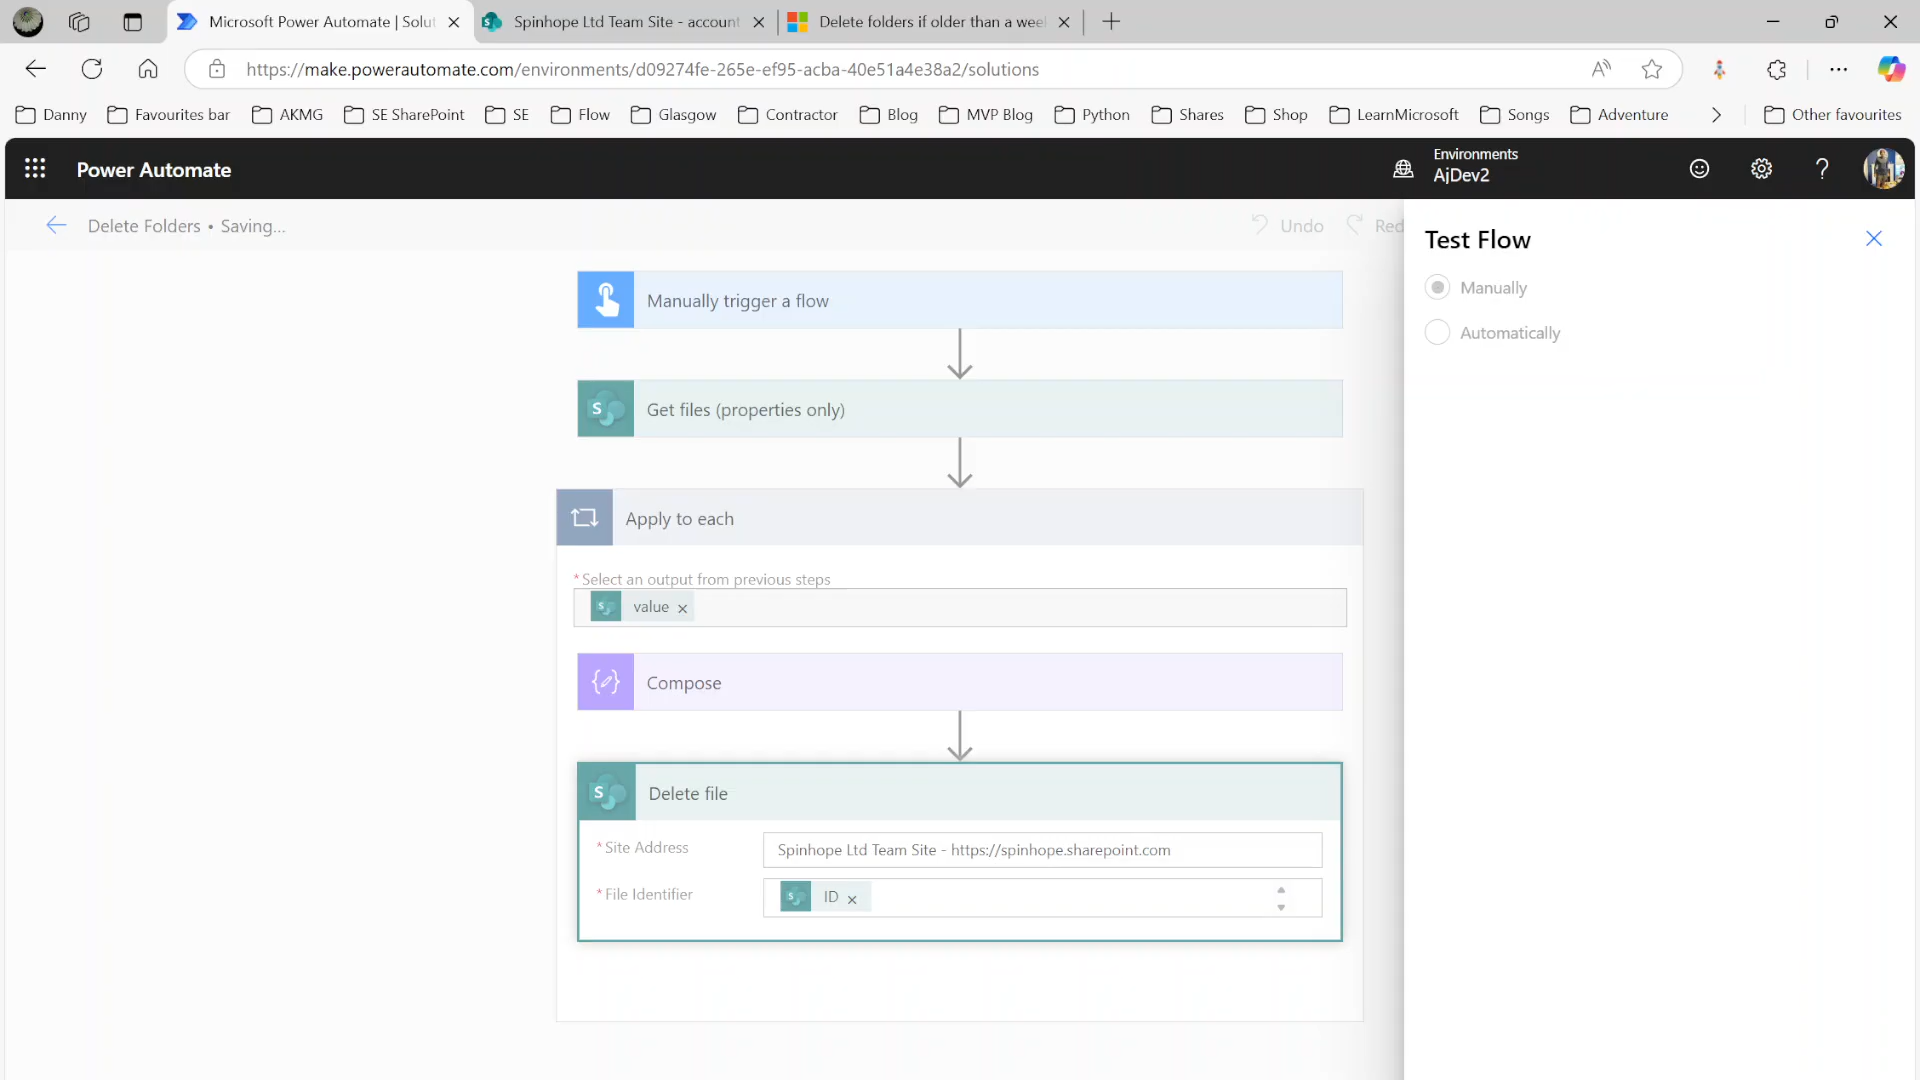 Microsoft Power Automate | Solut
Spinhope Ltd Team Site - account
Delete folders if older than a wee
https://make.powerautomate.com/environments/d09274fe-265e-ef95-acba-40e51a4e38a2/solutions
Danny
Favourites bar
AKMG
SE SharePoint
SE
Flow
Glasgow
Contractor
Blog
MVP Blog
Python
Shares
Shop
LearnMicrosoft
Songs
Adventure
Other favourites
Power Automate
Environments
AjDev2
Delete Folders • Saving...
Undo
Red
Test Flow
Manually
Automatically
Manually trigger a flow
Get files (properties only)
Apply to each
* Select an output from previous steps
value
Compose
Delete file
* Site Address
Spinhope Ltd Team Site - https://spinhope.sharepoint.com
* File Identifier
ID